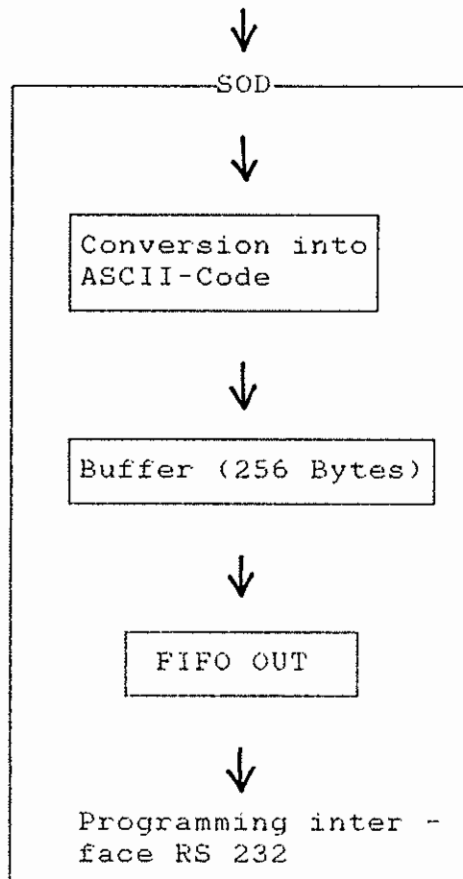 SOD
Conversion into
ASCII-Code
Buffer (256 Bytes)
FIFO OUT
Programming inter -
face RS 232